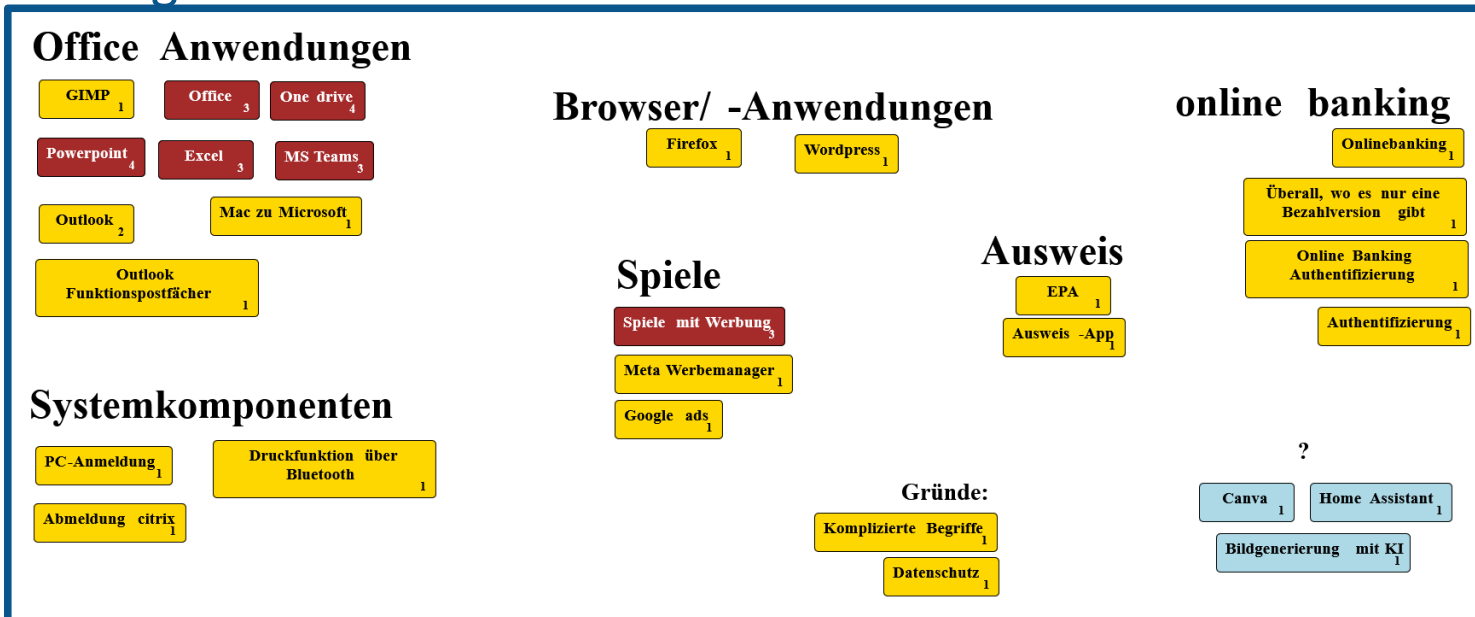 Office Anwendungen
GIMP 1
Office 3
One drive 4
Powerpoint 4
Excel 3
MS Teams 3
Outlook 2
Mac zu Microsoft 1
Outlook
Funktionspostfächer 1
Systemkomponenten
PC-Anmeldung 1
Druckfunktion über
Bluetooth 1
Abmeldung citrix 1
Browser/ -Anwendungen
Firefox 1
Wordpress 1
Spiele
Spiele mit Werbung 3
Meta Werbemanager 1
Google ads 1
Ausweis
EPA 1
Ausweis -App 1
Gründe:
Komplizierte Begriffe 1
Datenschutz 1
online banking
Onlinebanking 1
Überall, wo es nur eine
Bezahlversion gibt 1
Online Banking
Authentifizierung 1
Authentifizierung 1
?
Canva 1
Home Assistant 1
Bildgenerierung mit KI 1